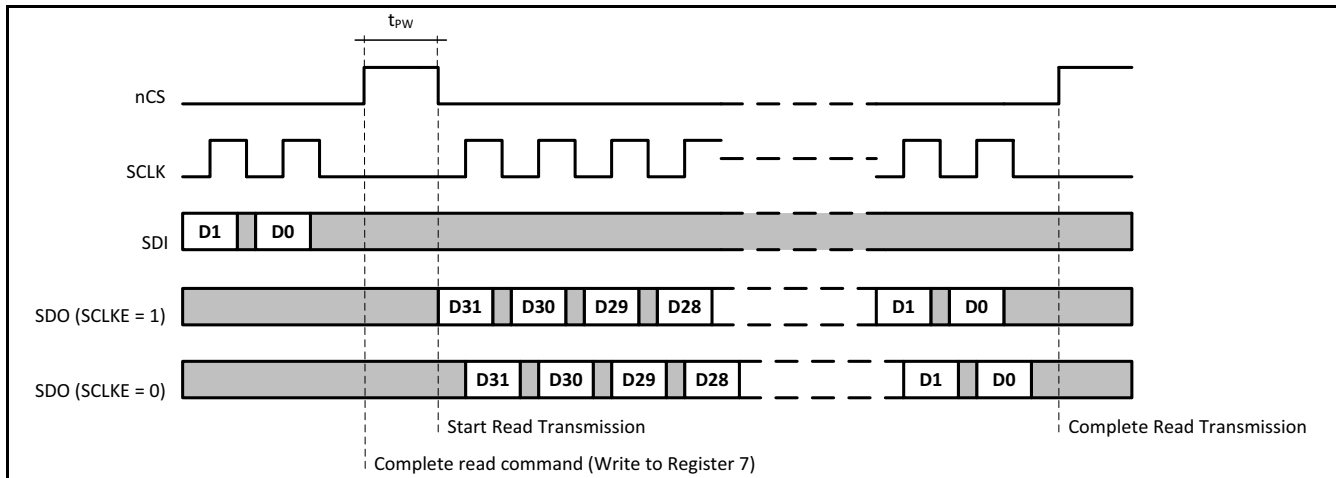 tPW
nCS
SCLK
SDI D1 D0
SDO (SCLKE = 1) D31 D30 D29 D28 D1 D0
SDO (SCLKE = 0) D31 D30 D29 D28 D1 D0
Start Read Transmission Complete Read Transmission
Complete read command (Write to Register 7)